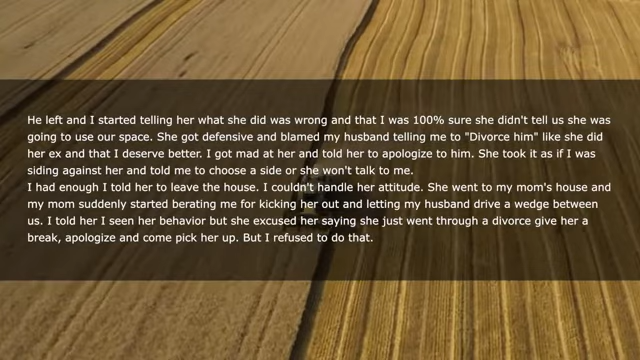 He left and I started telling her what she did was wrong and that I was 100% sure she didn't tell us she was
going to use our space. She got defensive and blamed my husband telling me to "Divorce him" like she did
her ex and that I deserve better. I got mad at her and told her to apologize to him. She took it as if I was
siding against her and told me to choose a side or she won't talk to me.
I had enough I told her to leave the house. I couldn't handle her attitude. She went to my mom's house and
my mom suddenly started berating me for kicking her out and letting my husband drive a wedge between
us. I told her I seen her behavior but she excused her saying she just went through a divorce give her a
break, apologize and come pick her up. But I refused to do that.